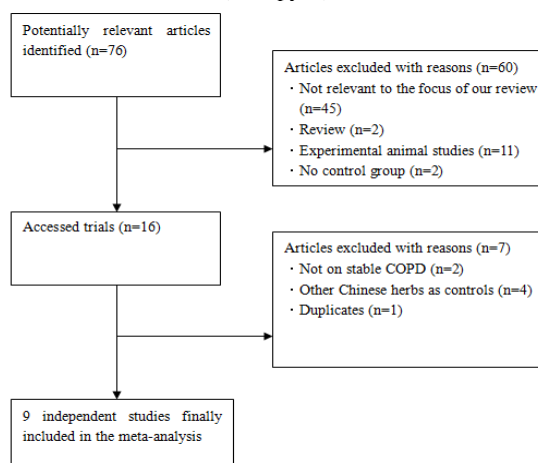 Potentially relevant articles
identified (n=76)
Articles excluded with reasons (n=60)
· Not relevant to the focus of our review
(n=45)
· Review (n=2)
· Experimental animal studies (n=11)
· No control group (n=2)
Accessed trials (n=16)
Articles excluded with reasons (n=7)
· Not on stable COPD (n=2)
· Other Chinese herbs as controls (n=4)
· Duplicates (n=1)
9 independent studies finally
included in the meta-analysis